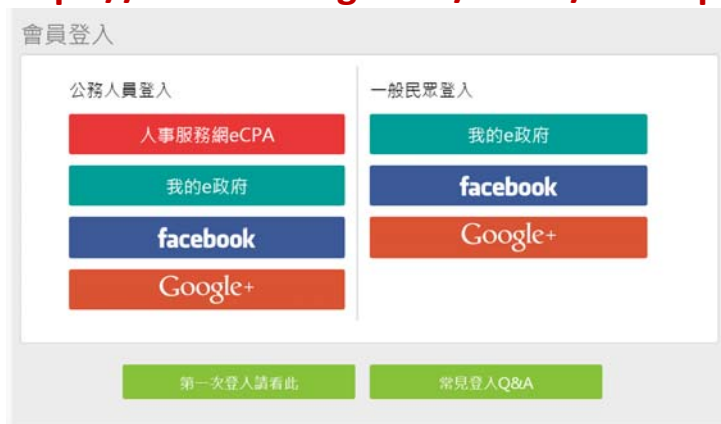 會員登入
公務人員登入
人事服務網eCPA
我的e政府
facebook
Google+
一般民眾登入
我的e政府
facebook
Google+
第一次登入請看此
常見登入Q&A